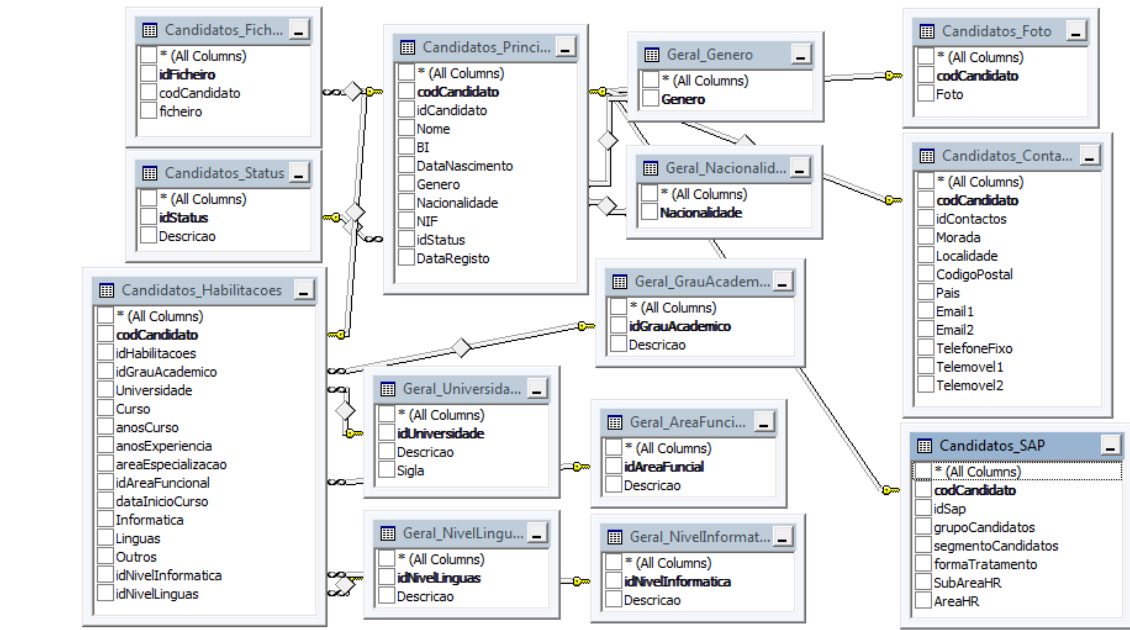 Candidatos_Fich...
* (All Columns)
idFicheiro
codCandidato
ficheiro
Candidatos_Status
* (All Columns)
idStatus
Descricao
Candidatos_Habilitacoes
* (All Columns)
codCandidato
idHabilitacoes
idGrauAcademico
Universidade
Curso
anosCurso
anosExperiencia
areaEspecializacao
idAreaFuncional
dataInicioCurso
Informatica
Linguas
Outros
idNivelInformatica
idNivelLinguas
Candidatos_Princi...
* (All Columns)
codCandidato
idCandidato
Nome
BI
DataNascimento
Genero
Nacionalidade
NIF
idStatus
DataRegisto
Geral_Genero
* (All Columns)
Genero
Geral_Nacionalid...
* (All Columns)
Nacionalidade
Geral_GrauAcadem...
* (All Columns)
idGrauAcademico
Descricao
Geral_Universida...
* (All Columns)
idUniversidade
Descricao
Sigla
Geral_AreaFunci...
* (All Columns)
idAreaFuncial
Descricao
Geral_NivelLingu...
* (All Columns)
idNivelLinguas
Descricao
Geral_NivelInformat...
* (All Columns)
idNivelInformatica
Descricao
Candidatos_Foto
* (All Columns)
codCandidato
Foto
Candidatos_Conta...
* (All Columns)
codCandidato
idContactos
Morada
Localidade
CodigoPostal
Pais
Email1
Email2
TelefoneFixo
Telemovel1
Telemovel2
Candidatos_SAP
* (All Columns)
codCandidato
idSap
grupoCandidatos
segmentoCandidatos
formaTratamento
SubAreaHR
AreaHR